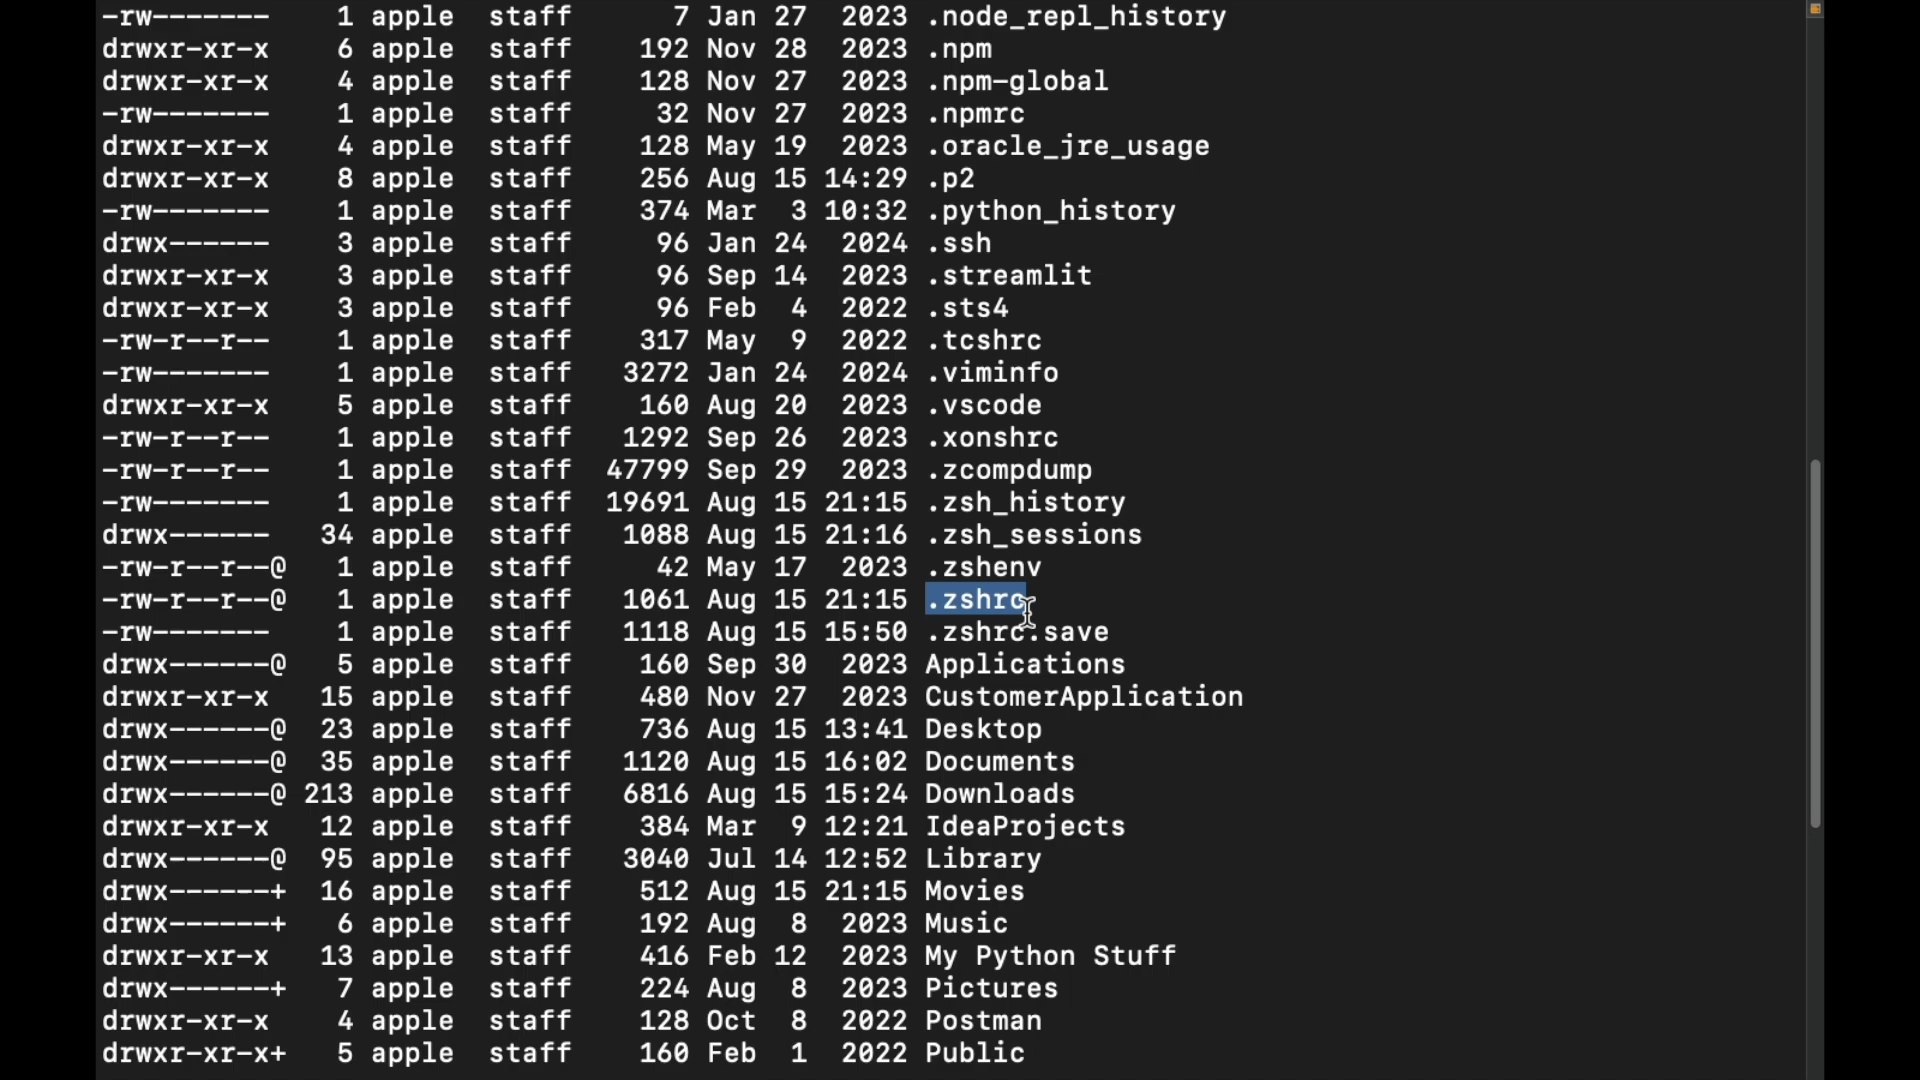 -rw-------    1 apple  staff      7 Jan 27  2023 .node_repl_history
drwxr-xr-x    6 apple  staff    192 Nov 28  2023 .npm
drwxr-xr-x    4 apple  staff    128 Nov 27  2023 .npm-global
-rw-------    1 apple  staff     32 Nov 27  2023 .npmrc
drwxr-xr-x    4 apple  staff    128 May 19  2023 .oracle_jre_usage
drwxr-xr-x    8 apple  staff    256 Aug 15 14:29 .p2
-rw-------    1 apple  staff    374 Mar  3 10:32 .python_history
drwx------    3 apple  staff     96 Jan 24  2024 .ssh
drwxr-xr-x    3 apple  staff     96 Sep 14  2023 .streamlit
drwxr-xr-x    3 apple  staff     96 Feb  4  2022 .sts4
-rw-r--r--    1 apple  staff    317 May  9  2022 .tcshrc
-rw-------    1 apple  staff   3272 Jan 24  2024 .viminfo
drwxr-xr-x    5 apple  staff    160 Aug 20  2023 .vscode
-rw-r--r--    1 apple  staff   1292 Sep 26  2023 .xonshrc
-rw-r--r--    1 apple  staff  47799 Sep 29  2023 .zcompdump
-rw-------    1 apple  staff  19691 Aug 15 21:15 .zsh_history
drwx------   34 apple  staff   1088 Aug 15 21:16 .zsh_sessions
-rw-r--r--@   1 apple  staff     42 May 17  2023 .zshenv
-rw-r--r--@   1 apple  staff   1061 Aug 15 21:15 .zshrc
-rw-------    1 apple  staff   1118 Aug 15 15:50 .zshrc.save
drwx------@   5 apple  staff    160 Sep 30  2023 Applications
drwxr-xr-x   15 apple  staff    480 Nov 27  2023 CustomerApplication
drwx------@  23 apple  staff    736 Aug 15 13:41 Desktop
drwx------@  35 apple  staff   1120 Aug 15 16:02 Documents
drwx------@ 213 apple  staff   6816 Aug 15 15:24 Downloads
drwxr-xr-x   12 apple  staff    384 Mar  9 12:21 IdeaProjects
drwx------@  95 apple  staff   3040 Jul 14 12:52 Library
drwx------+  16 apple  staff    512 Aug 15 21:15 Movies
drwx------+   6 apple  staff    192 Aug  8  2023 Music
drwxr-xr-x   13 apple  staff    416 Feb 12  2023 My Python Stuff
drwx------+   7 apple  staff    224 Aug  8  2023 Pictures
drwxr-xr-x    4 apple  staff    128 Oct  8  2022 Postman
drwxr-xr-x+   5 apple  staff    160 Feb  1  2022 Public